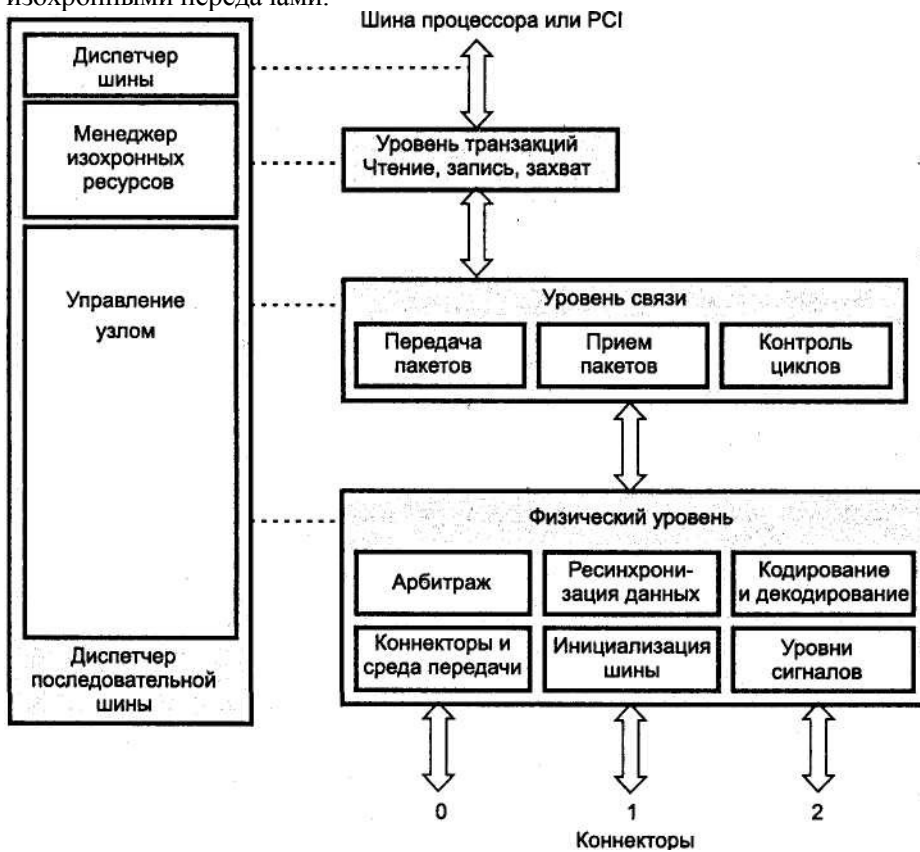 изохронными передачами.
Шина процессора или PCI
Диспетчер
шины
Менеджер
изохронных
ресурсов
Управление
узлом
Диспетчер
последовательной
шины
Уровень транзакций
Чтение, запись, захват
Уровень связи
Передача
пакетов
Прием
пакетов
Контроль
циклов
Физический уровень
Арбитраж
Ресинхрони-
зация данных
Кодирование
и декодирование
Коннекторы и
среда передачи
Инициализация
шины
Уровни
сигналов
0
1
2
Коннекторы